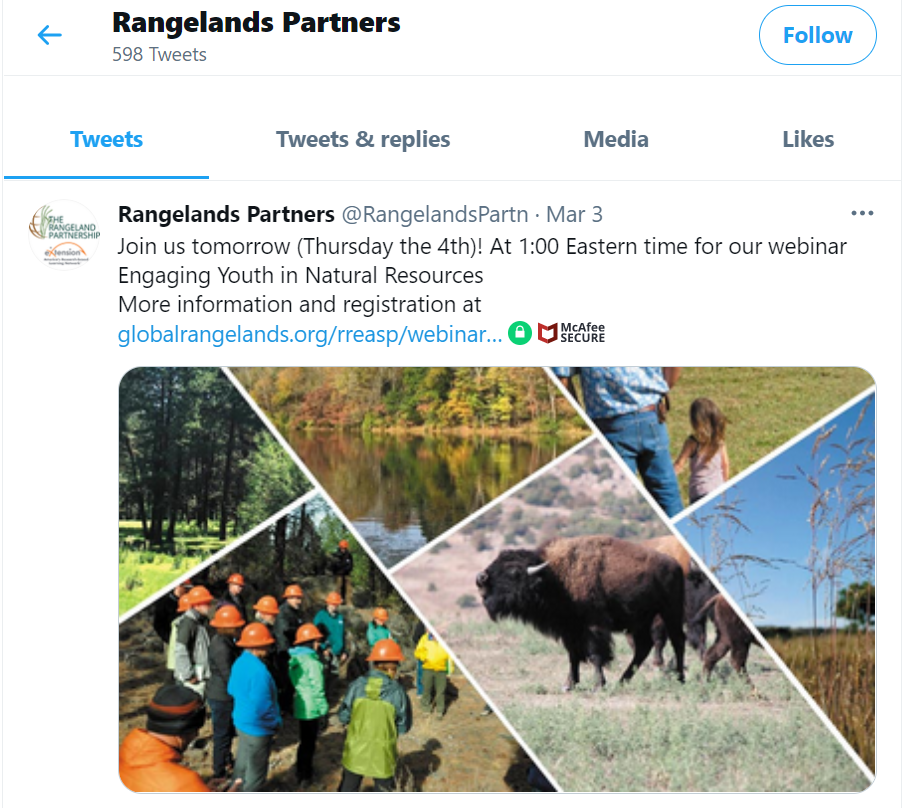 Rangelands Partners
598 Tweets
Follow
Tweets
Tweets & replies
Media
Likes
THE
RANGELAND
PARTNERSHIP
eXtension
Rangelands Partners @RangelandsPartn · Mar 3
Join us tomorrow (Thursday the 4th)! At 1:00 Eastern time for our webinar
Engaging Youth in Natural Resources
More information and registration at
globalrangelands.org/rreasp/webinar...
McAfee
SECURE